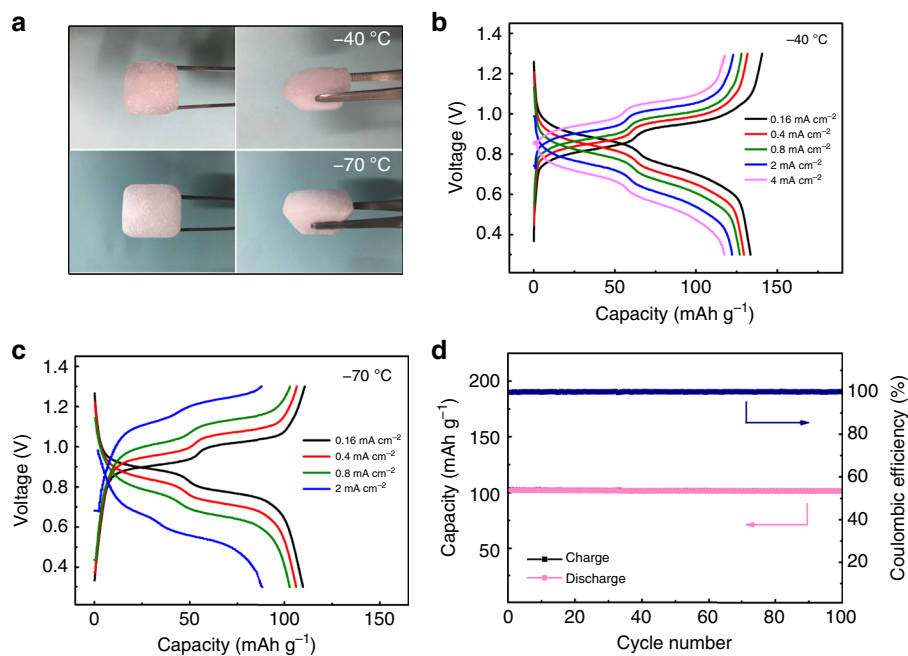 a
−40 °C
−70 °C
b
−40 °C
1.4
1.2
1.0
0.8
0.6
0.4
Voltage (V)
0.16 mA cm−2
0.4 mA cm−2
0.8 mA cm−2
2 mA cm−2
4 mA cm−2
0
50
100
150
Capacity (mAh g−1)
c
−70 °C
1.4
1.2
1.0
0.8
0.6
0.4
Voltage (V)
0.16 mA cm−2
0.4 mA cm−2
0.8 mA cm−2
2 mA cm−2
0
50
100
150
Capacity (mAh g−1)
d
200
150
100
50
Capacity (mAh g−1)
100
80
60
40
20
Coulombic efficiency (%)
Charge
Discharge
0
20
40
60
80
100
Cycle number